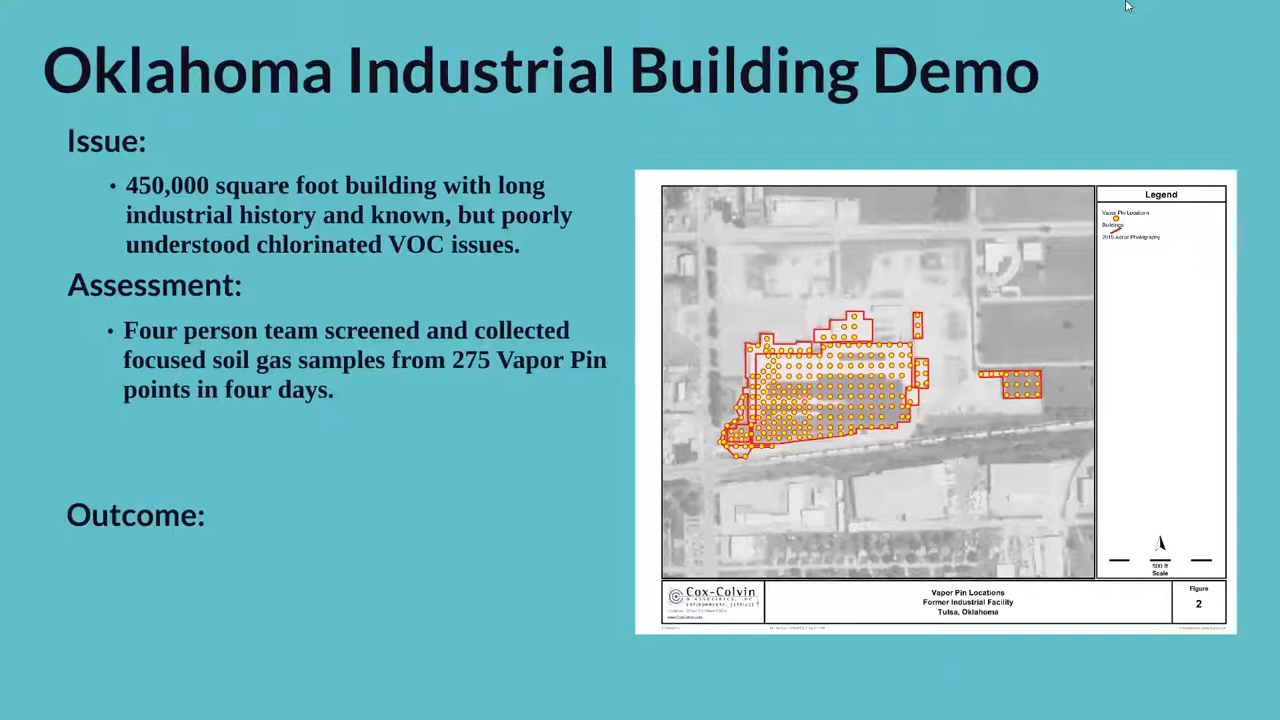 Oklahoma Industrial Building Demo
Issue:
• 450,000 square foot building with long
industrial history and known, but poorly
understood chlorinated VOC issues.
Assessment:
• Four person team screened and collected
focused soil gas samples from 275 Vapor Pin
points in four days.
Outcome:
Legend
Vapor Pin Locations
Buildings
2015 Aerial Photography
500 ft
Scale
Cox-Colvin
& ASSOCIATES, INC.
ENVIRONMENTAL SERVICES
Vapor Pin Locations
Former Industrial Facility
Tulsa, Oklahoma
Figure
2